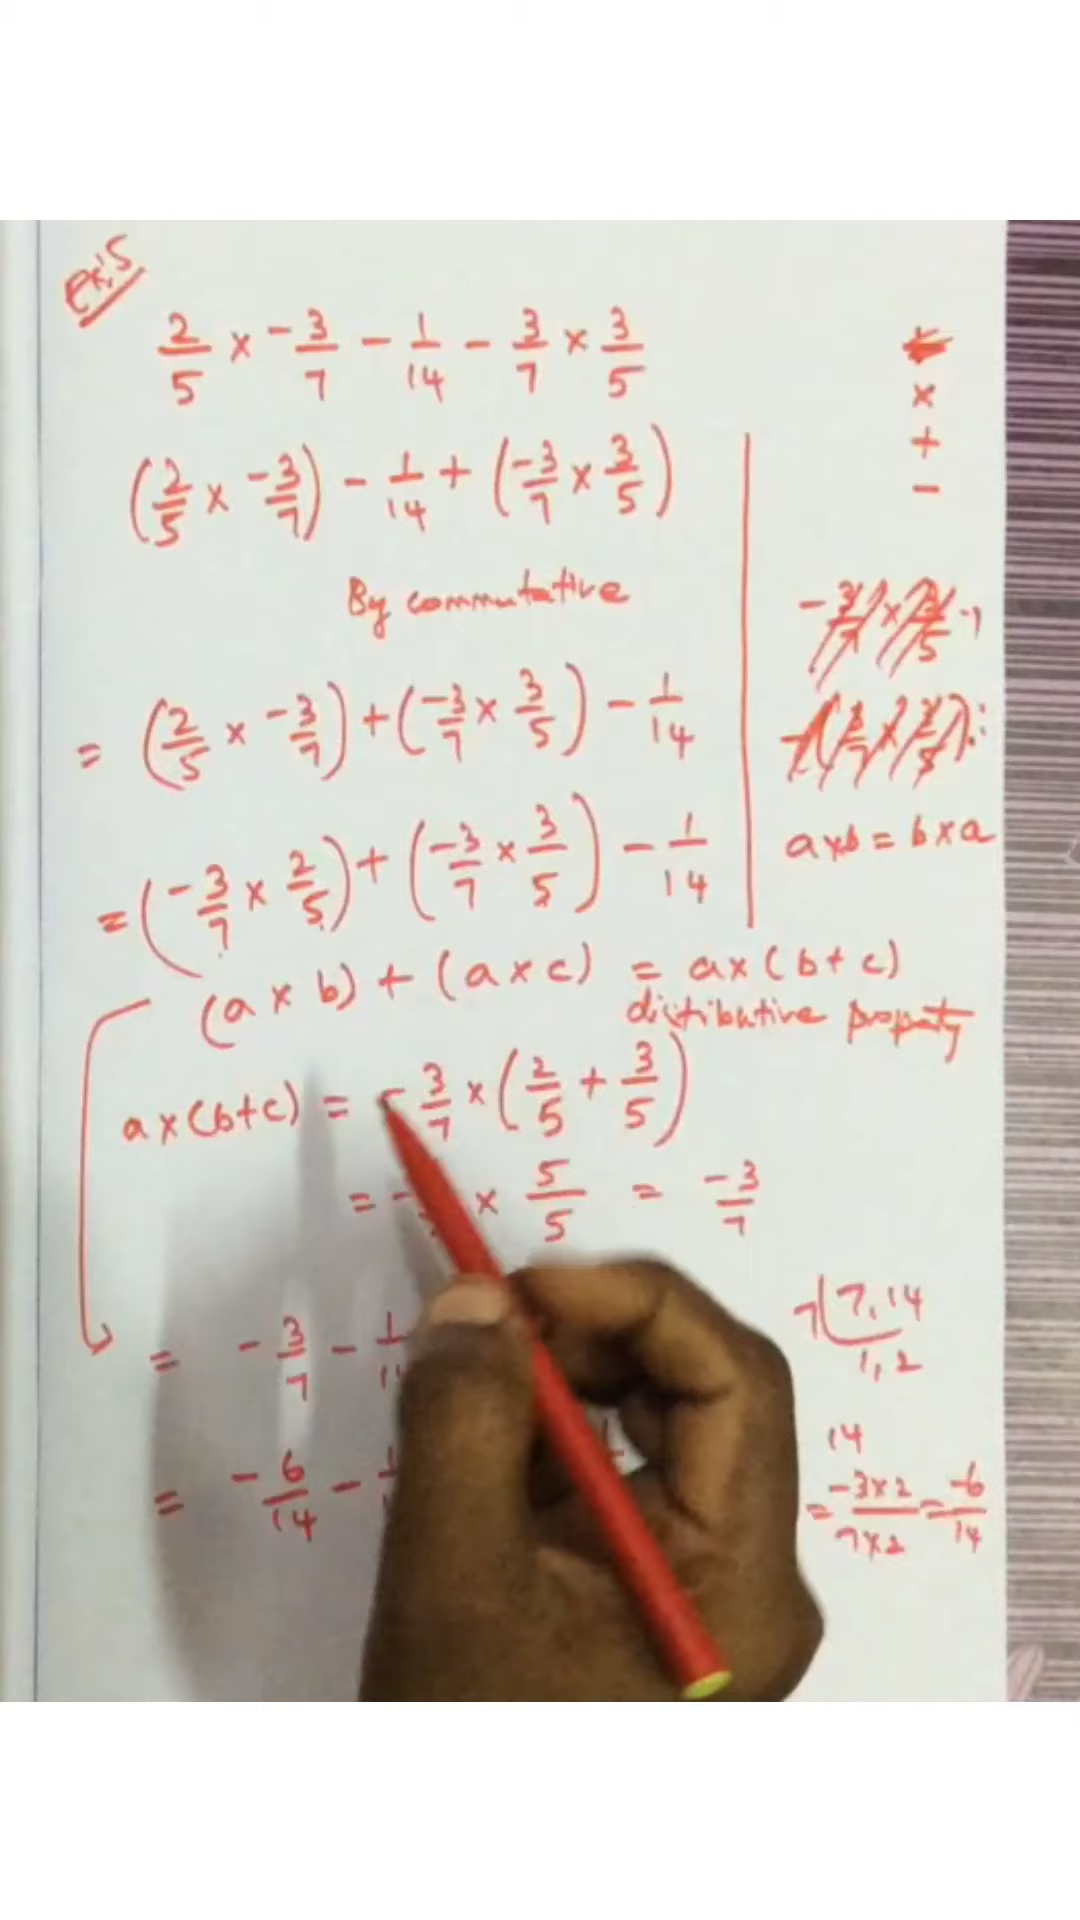 Ex:5
2/5 × -3/7 - 1/14 - 3/7 × 3/5
(2/5 × -3/7) - 1/14 + (-3/7 × 3/5)
By commutative
= (2/5 × -3/7) + (-3/7 × 3/5) - 1/14
= (-3/7 × 2/5) + (-3/7 × 3/5) - 1/14
(a × b) + (a × c) = a × (b + c)
distributive property
a × (b+c) = - 3/7 × (2/5 + 3/5)
= - × 5/5 = -3/7
= -3/7 - 1/
= -6/14 - 1/
×
+
-
a×b = b×a
7 | 7, 14
1, 2
14
= -3×2/7×2 = -6/14